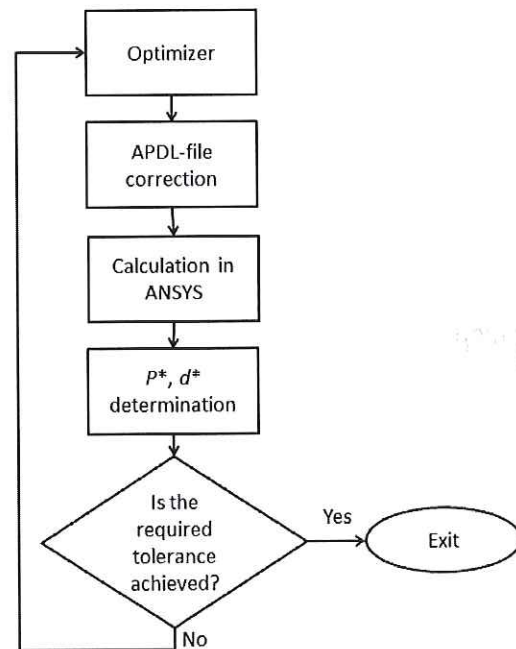 Optimizer
APDL-file
correction
Calculation in
ANSYS
P*, d*
determination
Is the
required
tolerance
achieved?
Yes
Exit
No